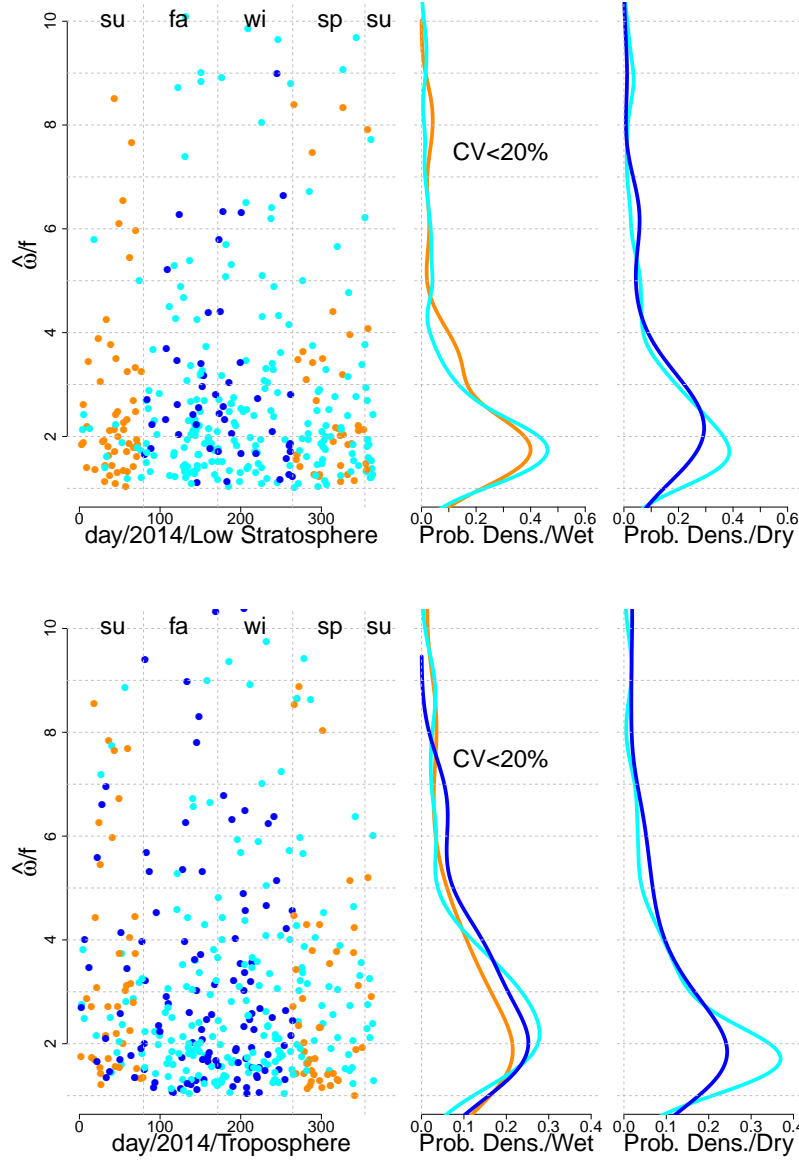 su fa wi sp su
10
8
6
4
2
ω̂/f
CV<20%
0 100 200 300
day/2014/Low Stratosphere
0.0 0.2 0.4 0.6
Prob. Dens./Wet
0.0 0.2 0.4 0.6
Prob. Dens./Dry
su fa wi sp su
10
8
6
4
2
ω̂/f
CV<20%
0 100 200 300
day/2014/Troposphere
0.0 0.1 0.2 0.3 0.4
Prob. Dens./Wet
0.0 0.1 0.2 0.3 0.4
Prob. Dens./Dry